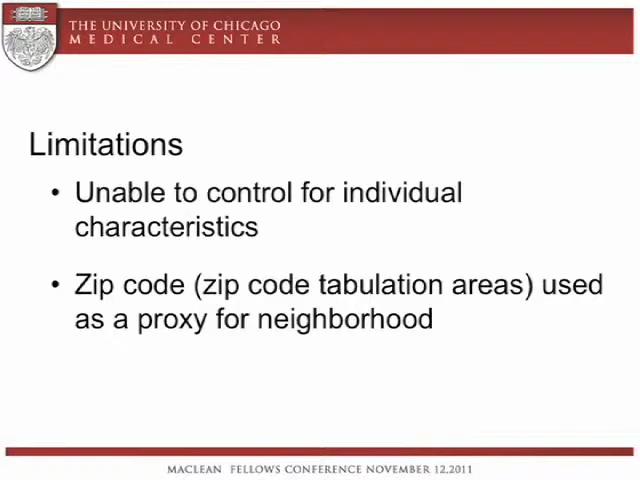 THE UNIVERSITY OF CHICAGO
MEDICAL CENTER
Limitations
• Unable to control for individual
characteristics
• Zip code (zip code tabulation areas) used
as a proxy for neighborhood
MACLEAN FELLOWS CONFERENCE NOVEMBER 12,2011